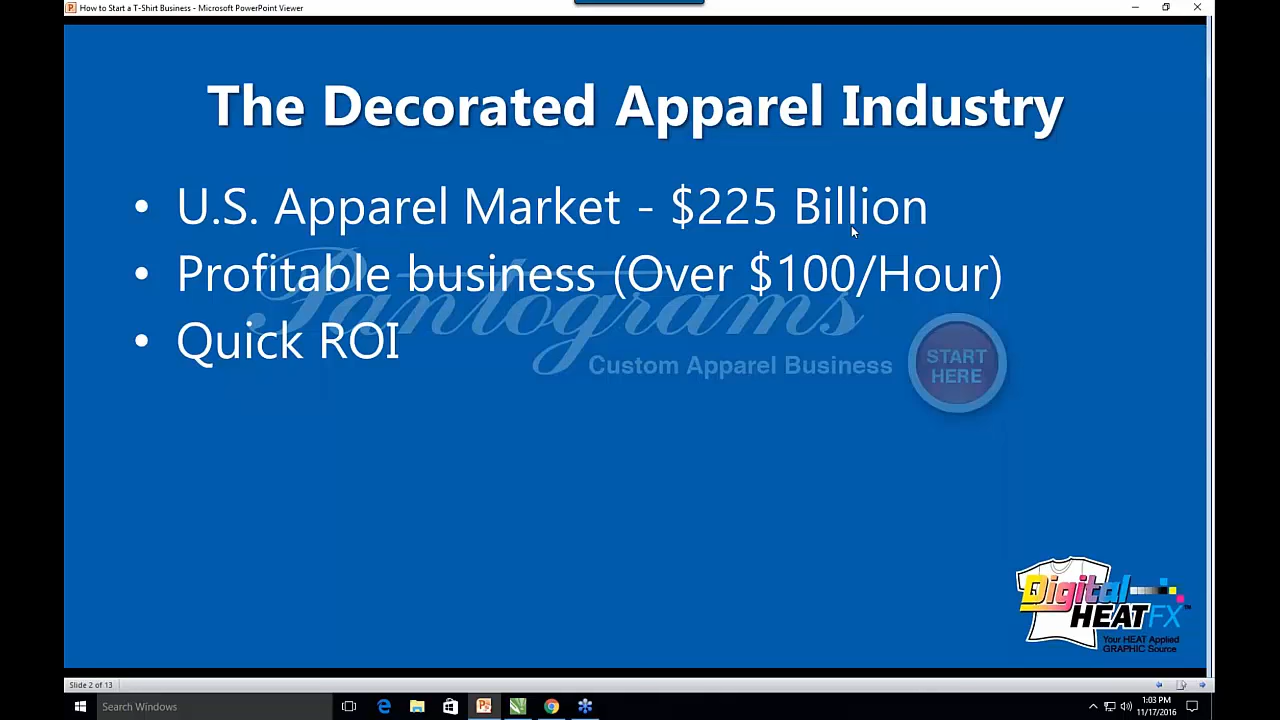 How to Start a T-Shirt Business - Microsoft PowerPoint Viewer
The Decorated Apparel Industry
• U.S. Apparel Market - $225 Billion
• Profitable business (Over $100/Hour)
• Quick ROI
Pantograms
Custom Apparel Business
START
HERE
Digital
HEAT FX™
Your HEAT Applied
GRAPHIC Source
Slide 2 of 13
Search Windows
1:03 PM
11/17/2016